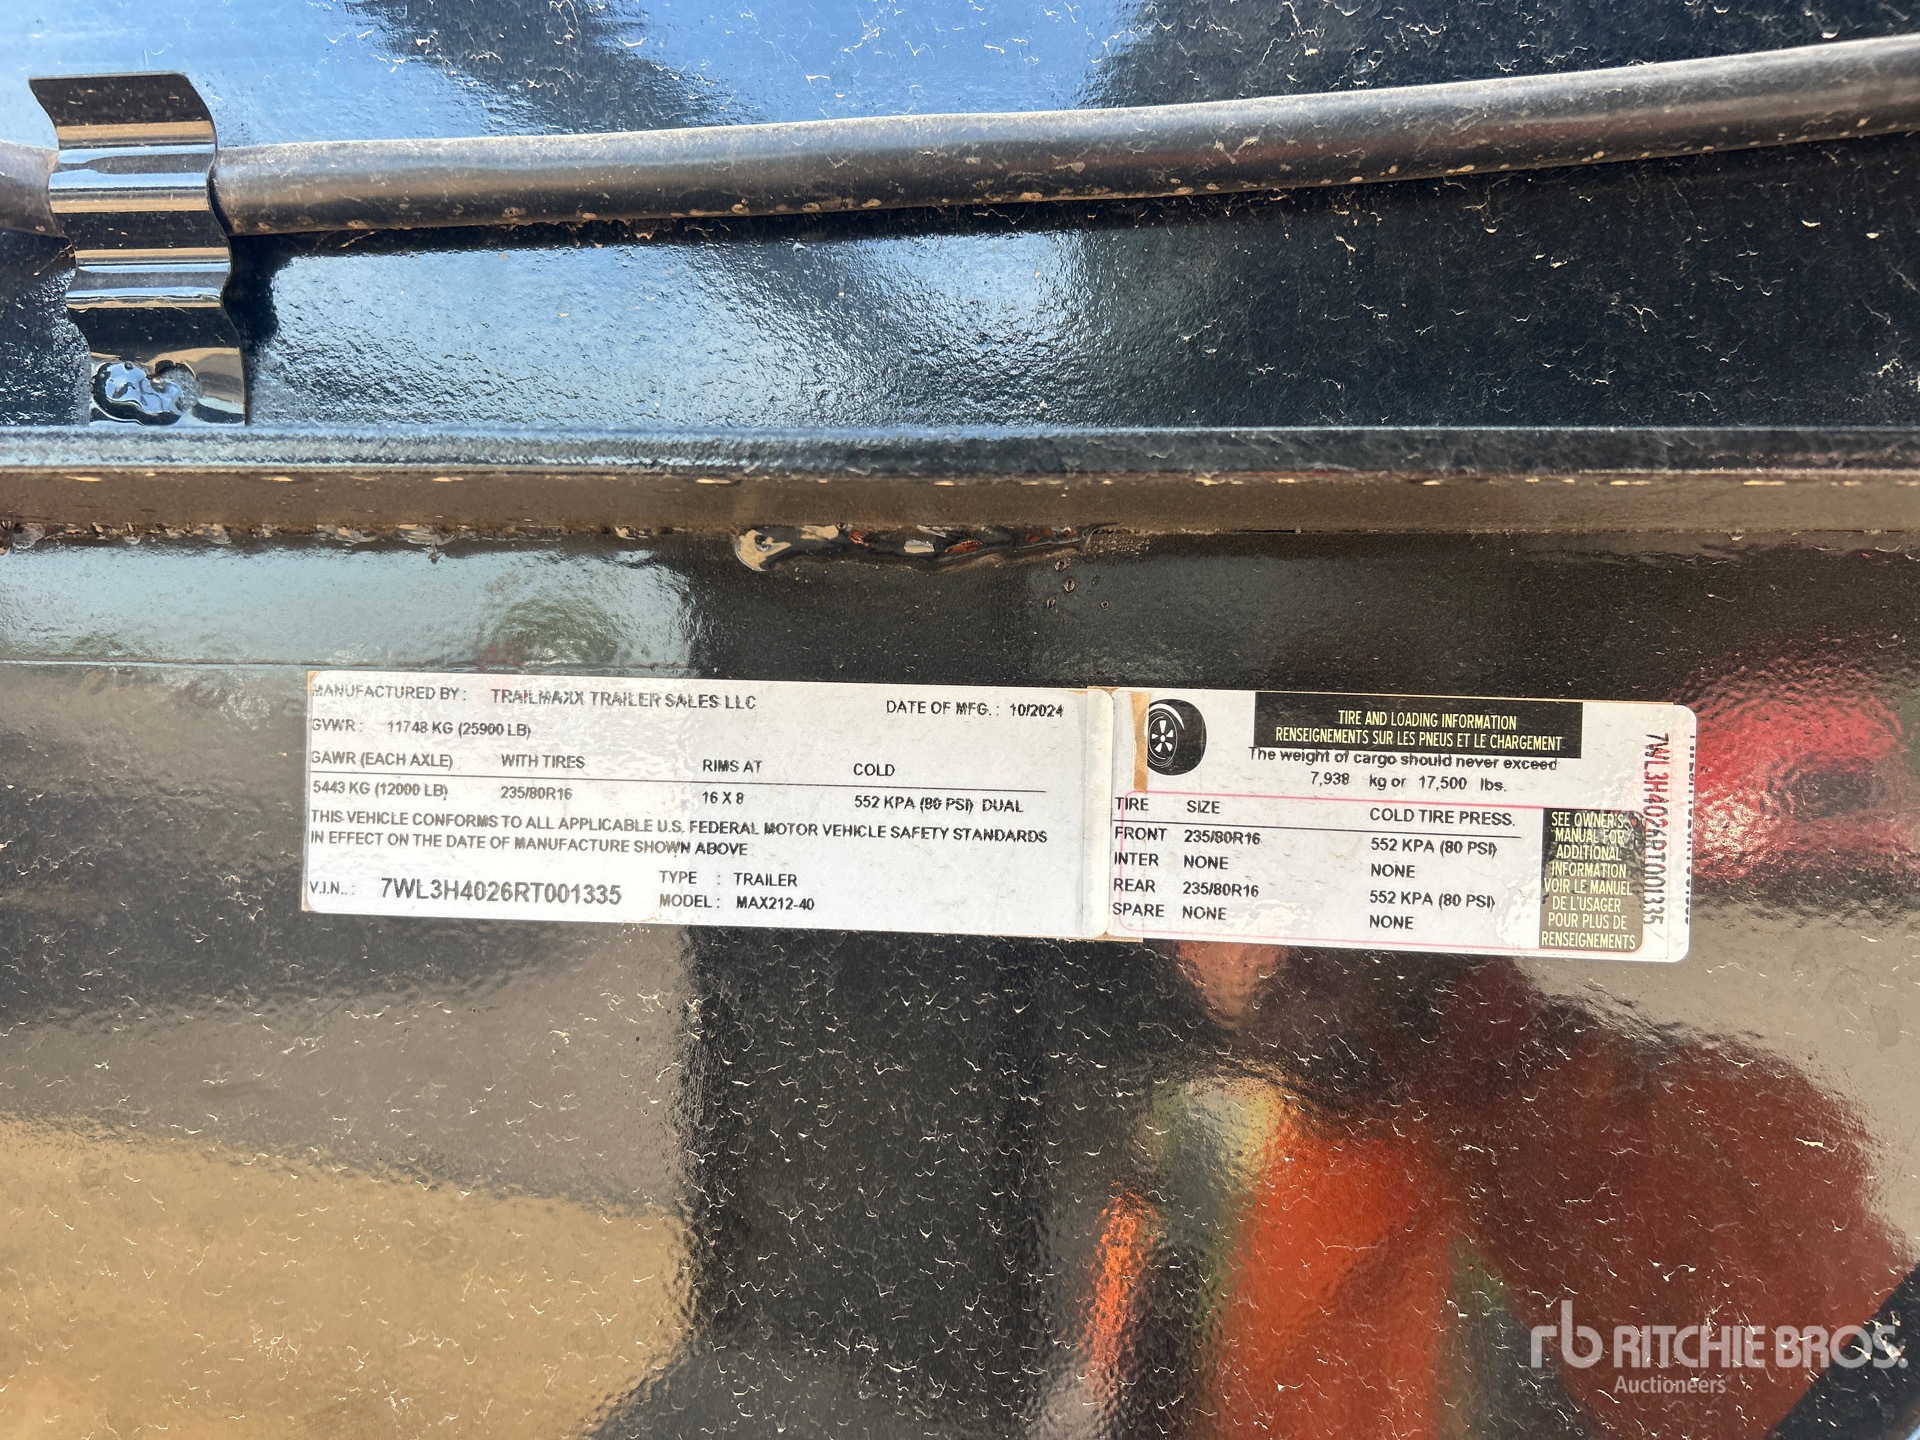 MANUFACTURED BY: TRAILMAXX TRAILER SALES LLC DATE OF MFG.: 10/2024
GVWR: 11748 KG (25900 LB)
GAWR (EACH AXLE) WITH TIRES RIMS AT COLD
5443 KG (12000 LB) 235/80R16 16 X 8 552 KPA (80 PSI) DUAL
THIS VEHICLE CONFORMS TO ALL APPLICABLE U.S. FEDERAL MOTOR VEHICLE SAFETY STANDARDS
IN EFFECT ON THE DATE OF MANUFACTURE SHOWN ABOVE
V.I.N..: 7WL3H4026RT001335 TYPE : TRAILER
MODEL: MAX212-40
TIRE AND LOADING INFORMATION
RENSEIGNEMENTS SUR LES PNEUS ET LE CHARGEMENT
The weight of cargo should never exceed
7,938 kg or 17,500 lbs.
TIRE SIZE COLD TIRE PRESS.
FRONT 235/80R16 552 KPA (80 PSI)
INTER NONE NONE
REAR 235/80R16 552 KPA (80 PSI)
SPARE NONE NONE
SEE OWNER'S
MANUAL FOR
ADDITIONAL
INFORMATION
VOIR LE MANUEL
DE L'USAGER
POUR PLUS DE
RENSEIGNEMENTS
7WL3H4026RT001335
rb RITCHIE BROS.
Auctioneers